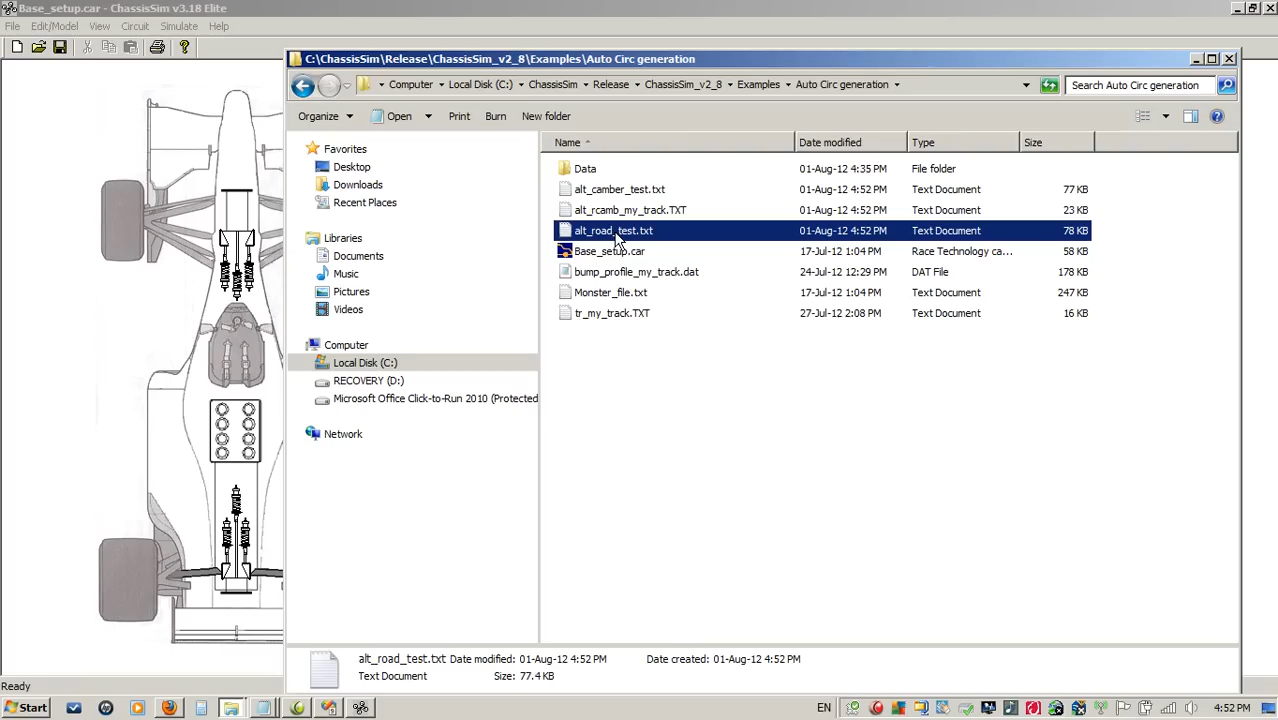 Base_setup.car - ChassisSim v3.18 Elite
File Edit/Model View Circuit Simulate Help
C:\ChassisSim\Release\ChassisSim_v2_8\Examples\Auto Circ generation
Computer Local Disk (C:) ChassisSim Release ChassisSim_v2_8 Examples Auto Circ generation Search Auto Circ generation
Organize Open Print Burn New folder
Name Date modified Type Size
Favorites
Desktop
Downloads
Recent Places
Libraries
Documents
Music
Pictures
Videos
Computer
Local Disk (C:)
RECOVERY (D:)
Microsoft Office Click-to-Run 2010 (Protected
Network
Data 01-Aug-12 4:35 PM File folder
alt_camber_test.txt 01-Aug-12 4:52 PM Text Document 77 KB
alt_rcamb_my_track.TXT 01-Aug-12 4:52 PM Text Document 23 KB
alt_road_test.txt 01-Aug-12 4:52 PM Text Document 78 KB
Base_setup.car 17-Jul-12 1:04 PM Race Technology ca... 58 KB
bump_profile_my_track.dat 24-Jul-12 12:29 PM DAT File 178 KB
Monster_file.txt 17-Jul-12 1:04 PM Text Document 247 KB
tr_my_track.TXT 27-Jul-12 2:08 PM Text Document 16 KB
alt_road_test.txt Date modified: 01-Aug-12 4:52 PM Date created: 01-Aug-12 4:52 PM
Text Document Size: 77.4 KB
Ready
Start EN 4:52 PM